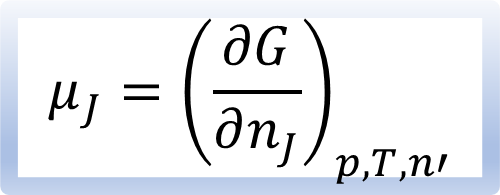 μ_J = (∂G/∂n_J)_{p,T,n′}